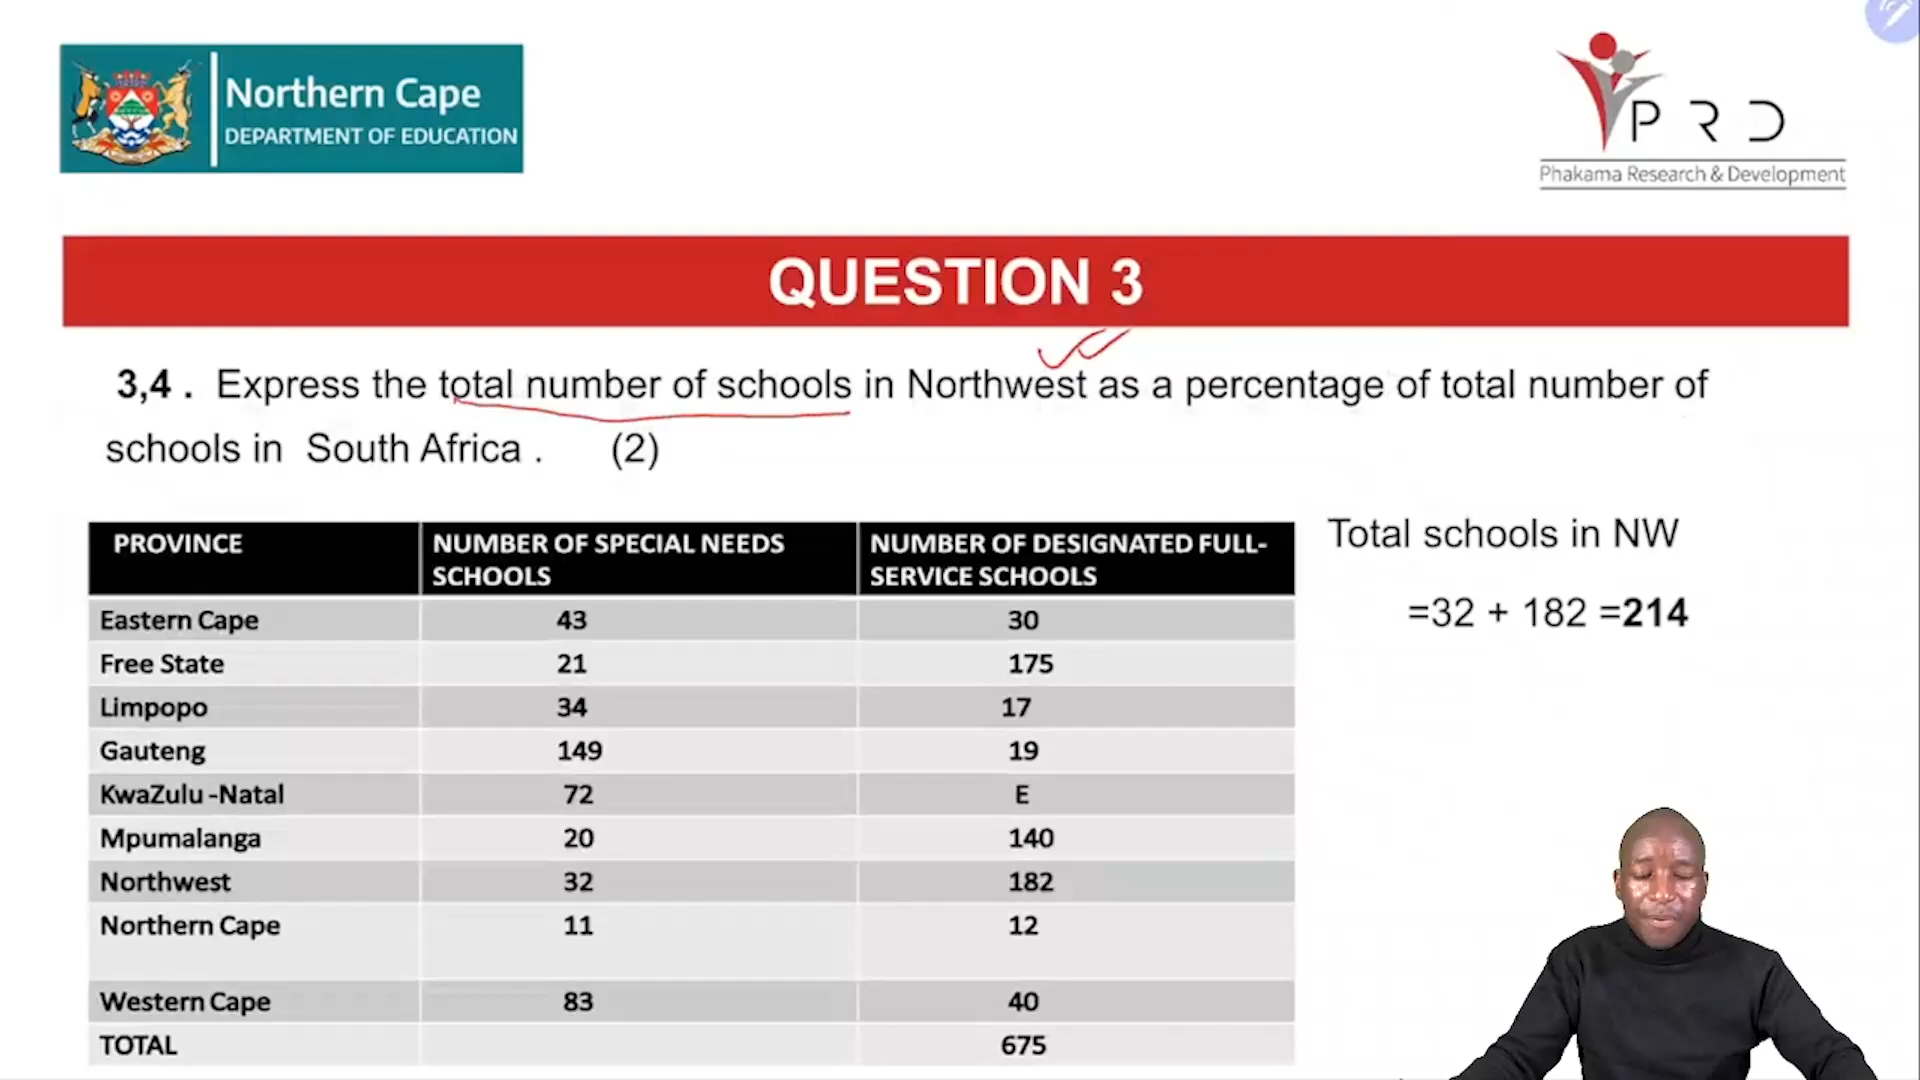 Northern Cape
DEPARTMENT OF EDUCATION
PRD
Phakama Research & Development
QUESTION 3
3,4 . Express the total number of schools in Northwest as a percentage of total number of
schools in South Africa . (2)
PROVINCE NUMBER OF SPECIAL NEEDS SCHOOLS NUMBER OF DESIGNATED FULL-SERVICE SCHOOLS
Eastern Cape 43 30
Free State 21 175
Limpopo 34 17
Gauteng 149 19
KwaZulu -Natal 72 E
Mpumalanga 20 140
Northwest 32 182
Northern Cape 11 12
Western Cape 83 40
TOTAL 675
Total schools in NW
=32 + 182 =214